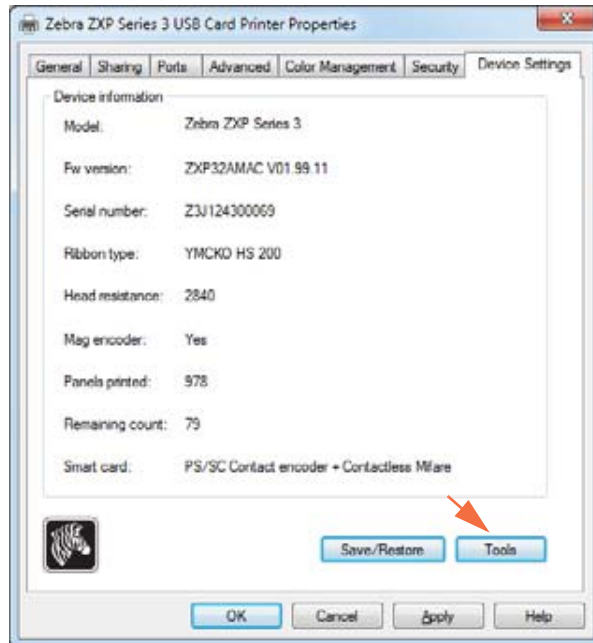 Zebra ZXP Series 3 USB Card Printer Properties
General Sharing Ports Advanced Color Management Security Device Settings
Device information
Model: Zebra ZXP Series 3
Fw version: ZXP32AMAC V01.99.11
Serial number: Z3J124300069
Ribbon type: YMCKO HS 200
Head resistance: 2840
Mag encoder: Yes
Panels printed: 978
Remaining count: 79
Smart card: PS/SC Contact encoder + Contactless Mifare
Save/Restore Tools
OK Cancel Apply Help